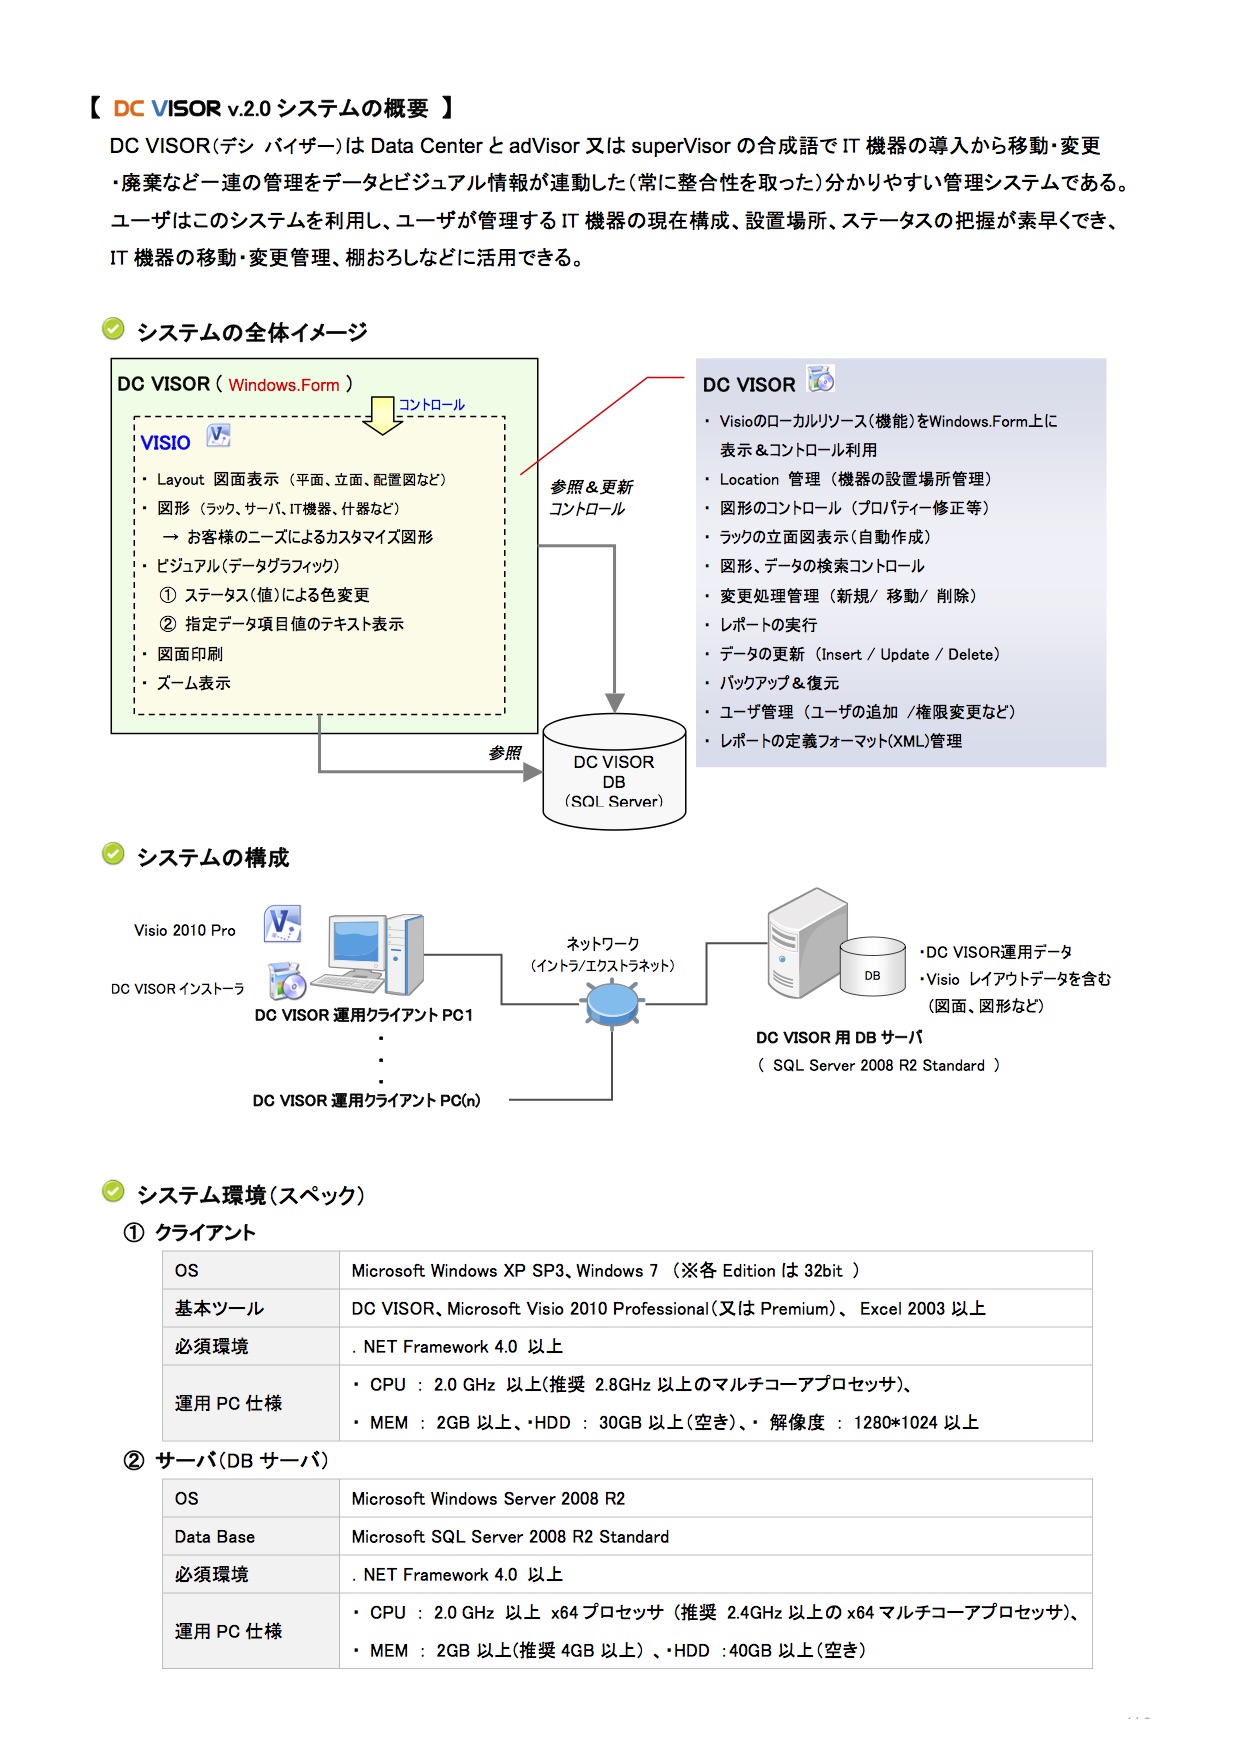 【 DC VISOR v.2.0 システムの概要 】
DC VISOR（デシ バイザー）は Data Center と adVisor 又は superVisor の合成語で IT 機器の導入から移動・変更
・廃棄など一連の管理をデータとビジュアル情報が連動した（常に整合性を取った）分かりやすい管理システムである。
ユーザはこのシステムを利用し、ユーザが管理する IT 機器の現在構成、設置場所、ステータスの把握が素早くでき、
IT 機器の移動・変更管理、棚おろしなどに活用できる。
システムの全体イメージ
DC VISOR ( Windows.Form )
コントロール
VISIO
・ Layout 図面表示 （平面、立面、配置図など）
・ 図形 （ラック、サーバ、IT機器、什器など）
→ お客様のニーズによるカスタマイズ図形
・ ビジュアル（データグラフィック）
① ステータス（値）による色変更
② 指定データ項目値のテキスト表示
・ 図面印刷
・ ズーム表示
参照＆更新
コントロール
参照
DC VISOR
DB
（SQL Server）
DC VISOR
・ Visioのローカルリソース（機能）をWindows.Form上に
表示＆コントロール利用
・ Location 管理 （機器の設置場所管理）
・ 図形のコントロール （プロパティー修正等）
・ ラックの立面図表示（自動作成）
・ 図形、データの検索コントロール
・ 変更処理管理 （新規/ 移動/ 削除）
・ レポートの実行
・ データの更新 （Insert / Update / Delete）
・ バックアップ＆復元
・ ユーザ管理 （ユーザの追加 /権限変更など）
・ レポートの定義フォーマット(XML)管理
システムの構成
Visio 2010 Pro
DC VISOR インストーラ
DC VISOR 運用クライアント PC1
・
・
・
DC VISOR 運用クライアント PC(n)
ネットワーク
（イントラ/エクストラネット）
DB
・DC VISOR運用データ
・Visio レイアウトデータを含む
（図面、図形など）
DC VISOR 用 DB サーバ
（ SQL Server 2008 R2 Standard ）
システム環境（スペック）
① クライアント
OS Microsoft Windows XP SP3、Windows 7 （※各 Edition は 32bit ）
基本ツール DC VISOR、Microsoft Visio 2010 Professional（又は Premium）、 Excel 2003 以上
必須環境 . NET Framework 4.0 以上
運用 PC 仕様
・ CPU ： 2.0 GHz 以上(推奨 2.8GHz 以上のマルチコーアプロセッサ)、
・ MEM ： 2GB 以上、・HDD ： 30GB 以上（空き）、・ 解像度 ： 1280*1024 以上
② サーバ（DB サーバ）
OS Microsoft Windows Server 2008 R2
Data Base Microsoft SQL Server 2008 R2 Standard
必須環境 . NET Framework 4.0 以上
運用 PC 仕様
・ CPU ： 2.0 GHz 以上 x64 プロセッサ （推奨 2.4GHz 以上の x64 マルチコーアプロセッサ）、
・ MEM ： 2GB 以上(推奨 4GB 以上） 、・HDD ：40GB 以上（空き）